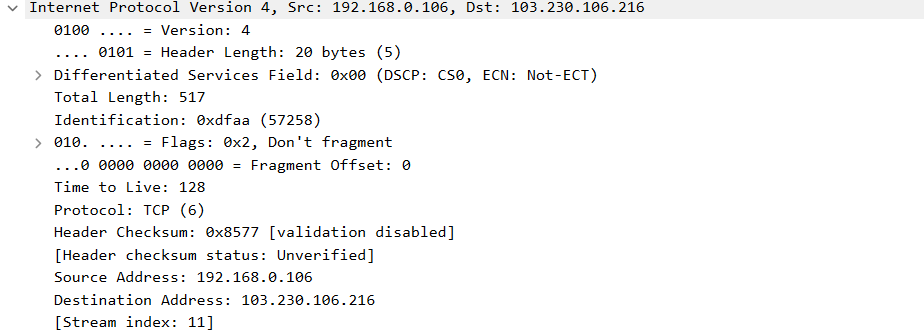 Internet Protocol Version 4, Src: 192.168.0.106, Dst: 103.230.106.216
0100 .... = Version: 4
.... 0101 = Header Length: 20 bytes (5)
Differentiated Services Field: 0x00 (DSCP: CS0, ECN: Not-ECT)
Total Length: 517
Identification: 0xdfaa (57258)
010. .... = Flags: 0x2, Don't fragment
...0 0000 0000 0000 = Fragment Offset: 0
Time to Live: 128
Protocol: TCP (6)
Header Checksum: 0x8577 [validation disabled]
[Header checksum status: Unverified]
Source Address: 192.168.0.106
Destination Address: 103.230.106.216
[Stream index: 11]